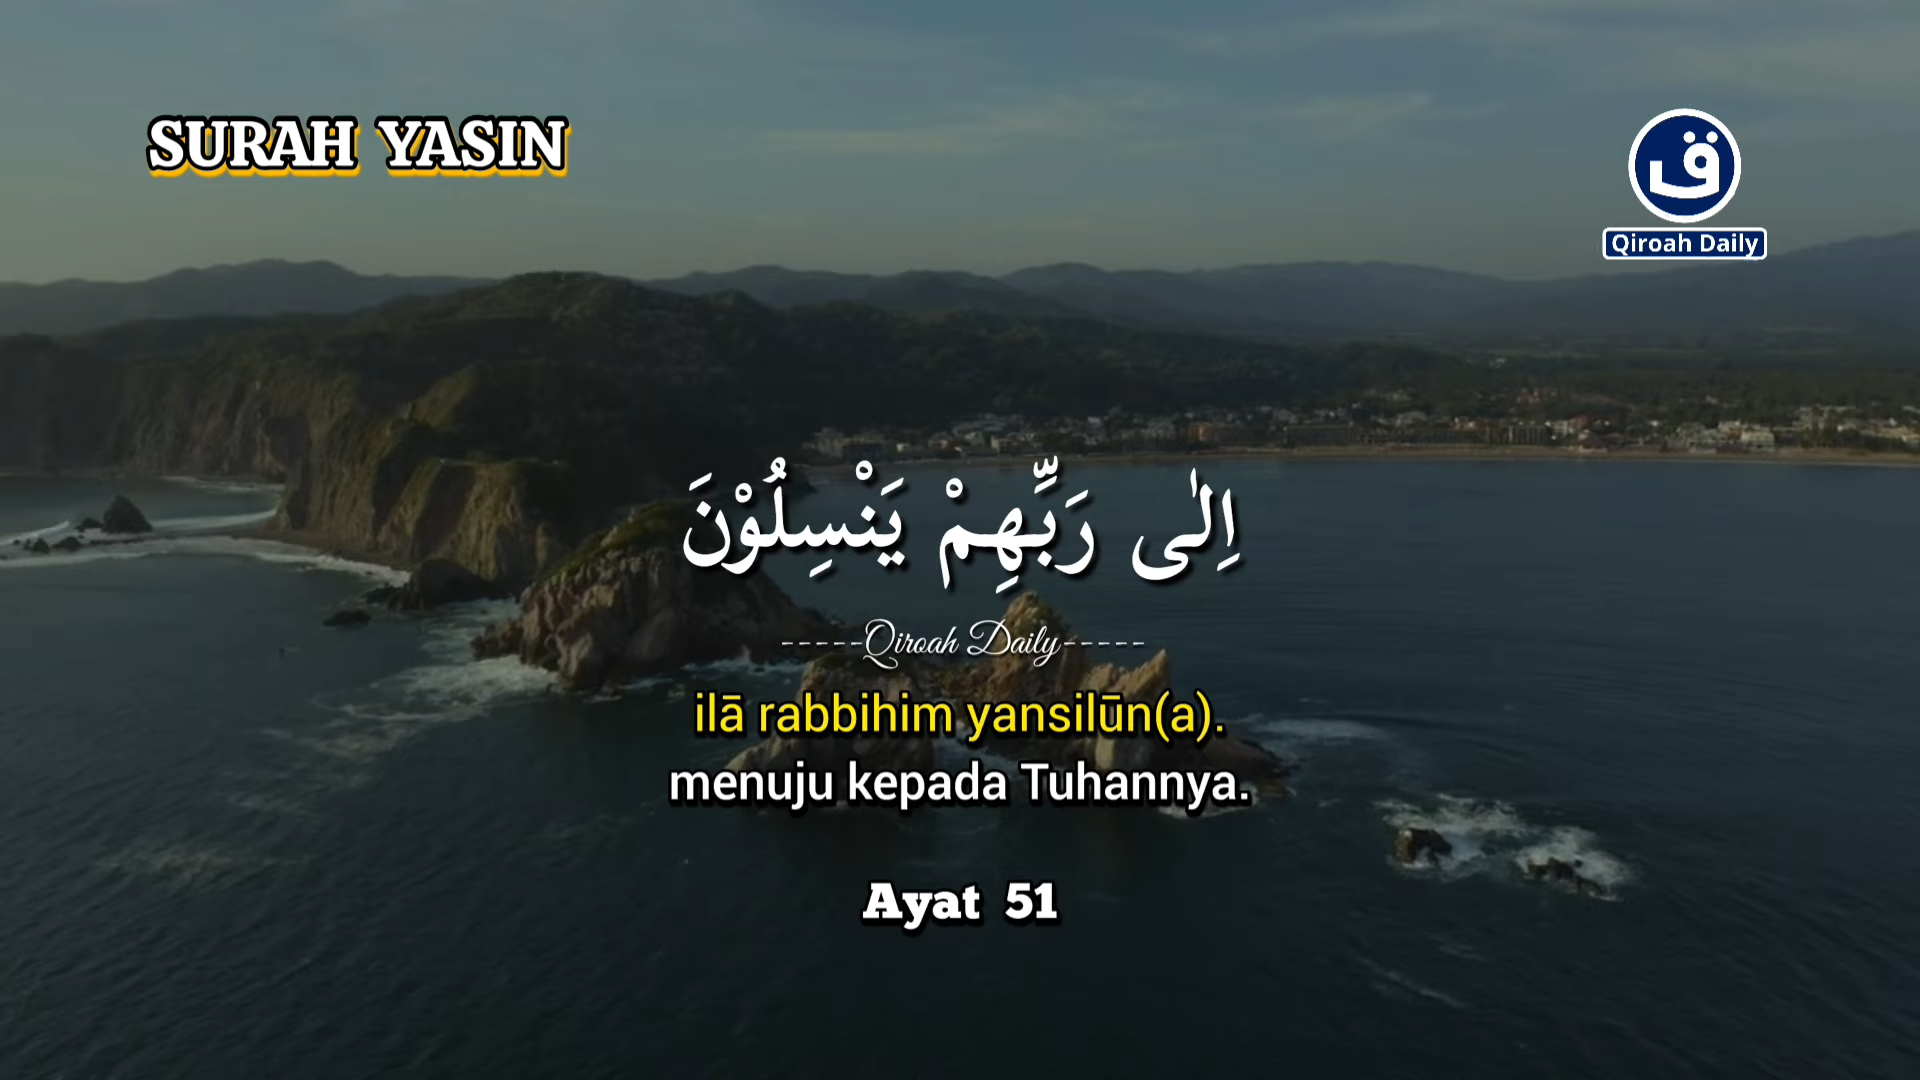 SURAH YASIN
ق
Qiroah Daily
اِلٰى رَبِّهِمْ يَنْسِلُوْنَ
-----Qiroah Daily-----
ilā rabbihim yansilūn(a).
menuju kepada Tuhannya.
Ayat 51